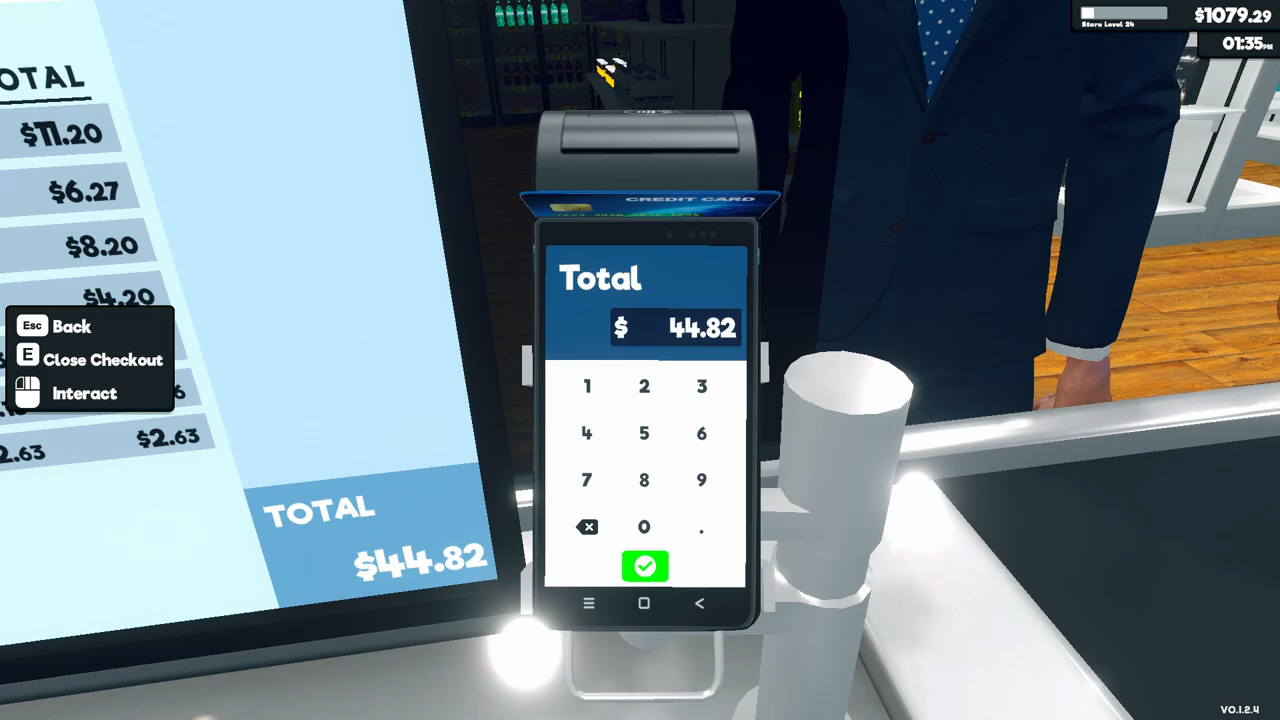 $1079.29
Store Level 24
01:35PM
OTAL
$11.20
$6.27
$8.20
$4.20
Esc Back
E Close Checkout
Interact
6
2.63 $2.63
TOTAL
$44.82
CREDIT CARD
Total
$ 44.82
1 2 3
4 5 6
7 8 9
0 .
V0.1.2.4